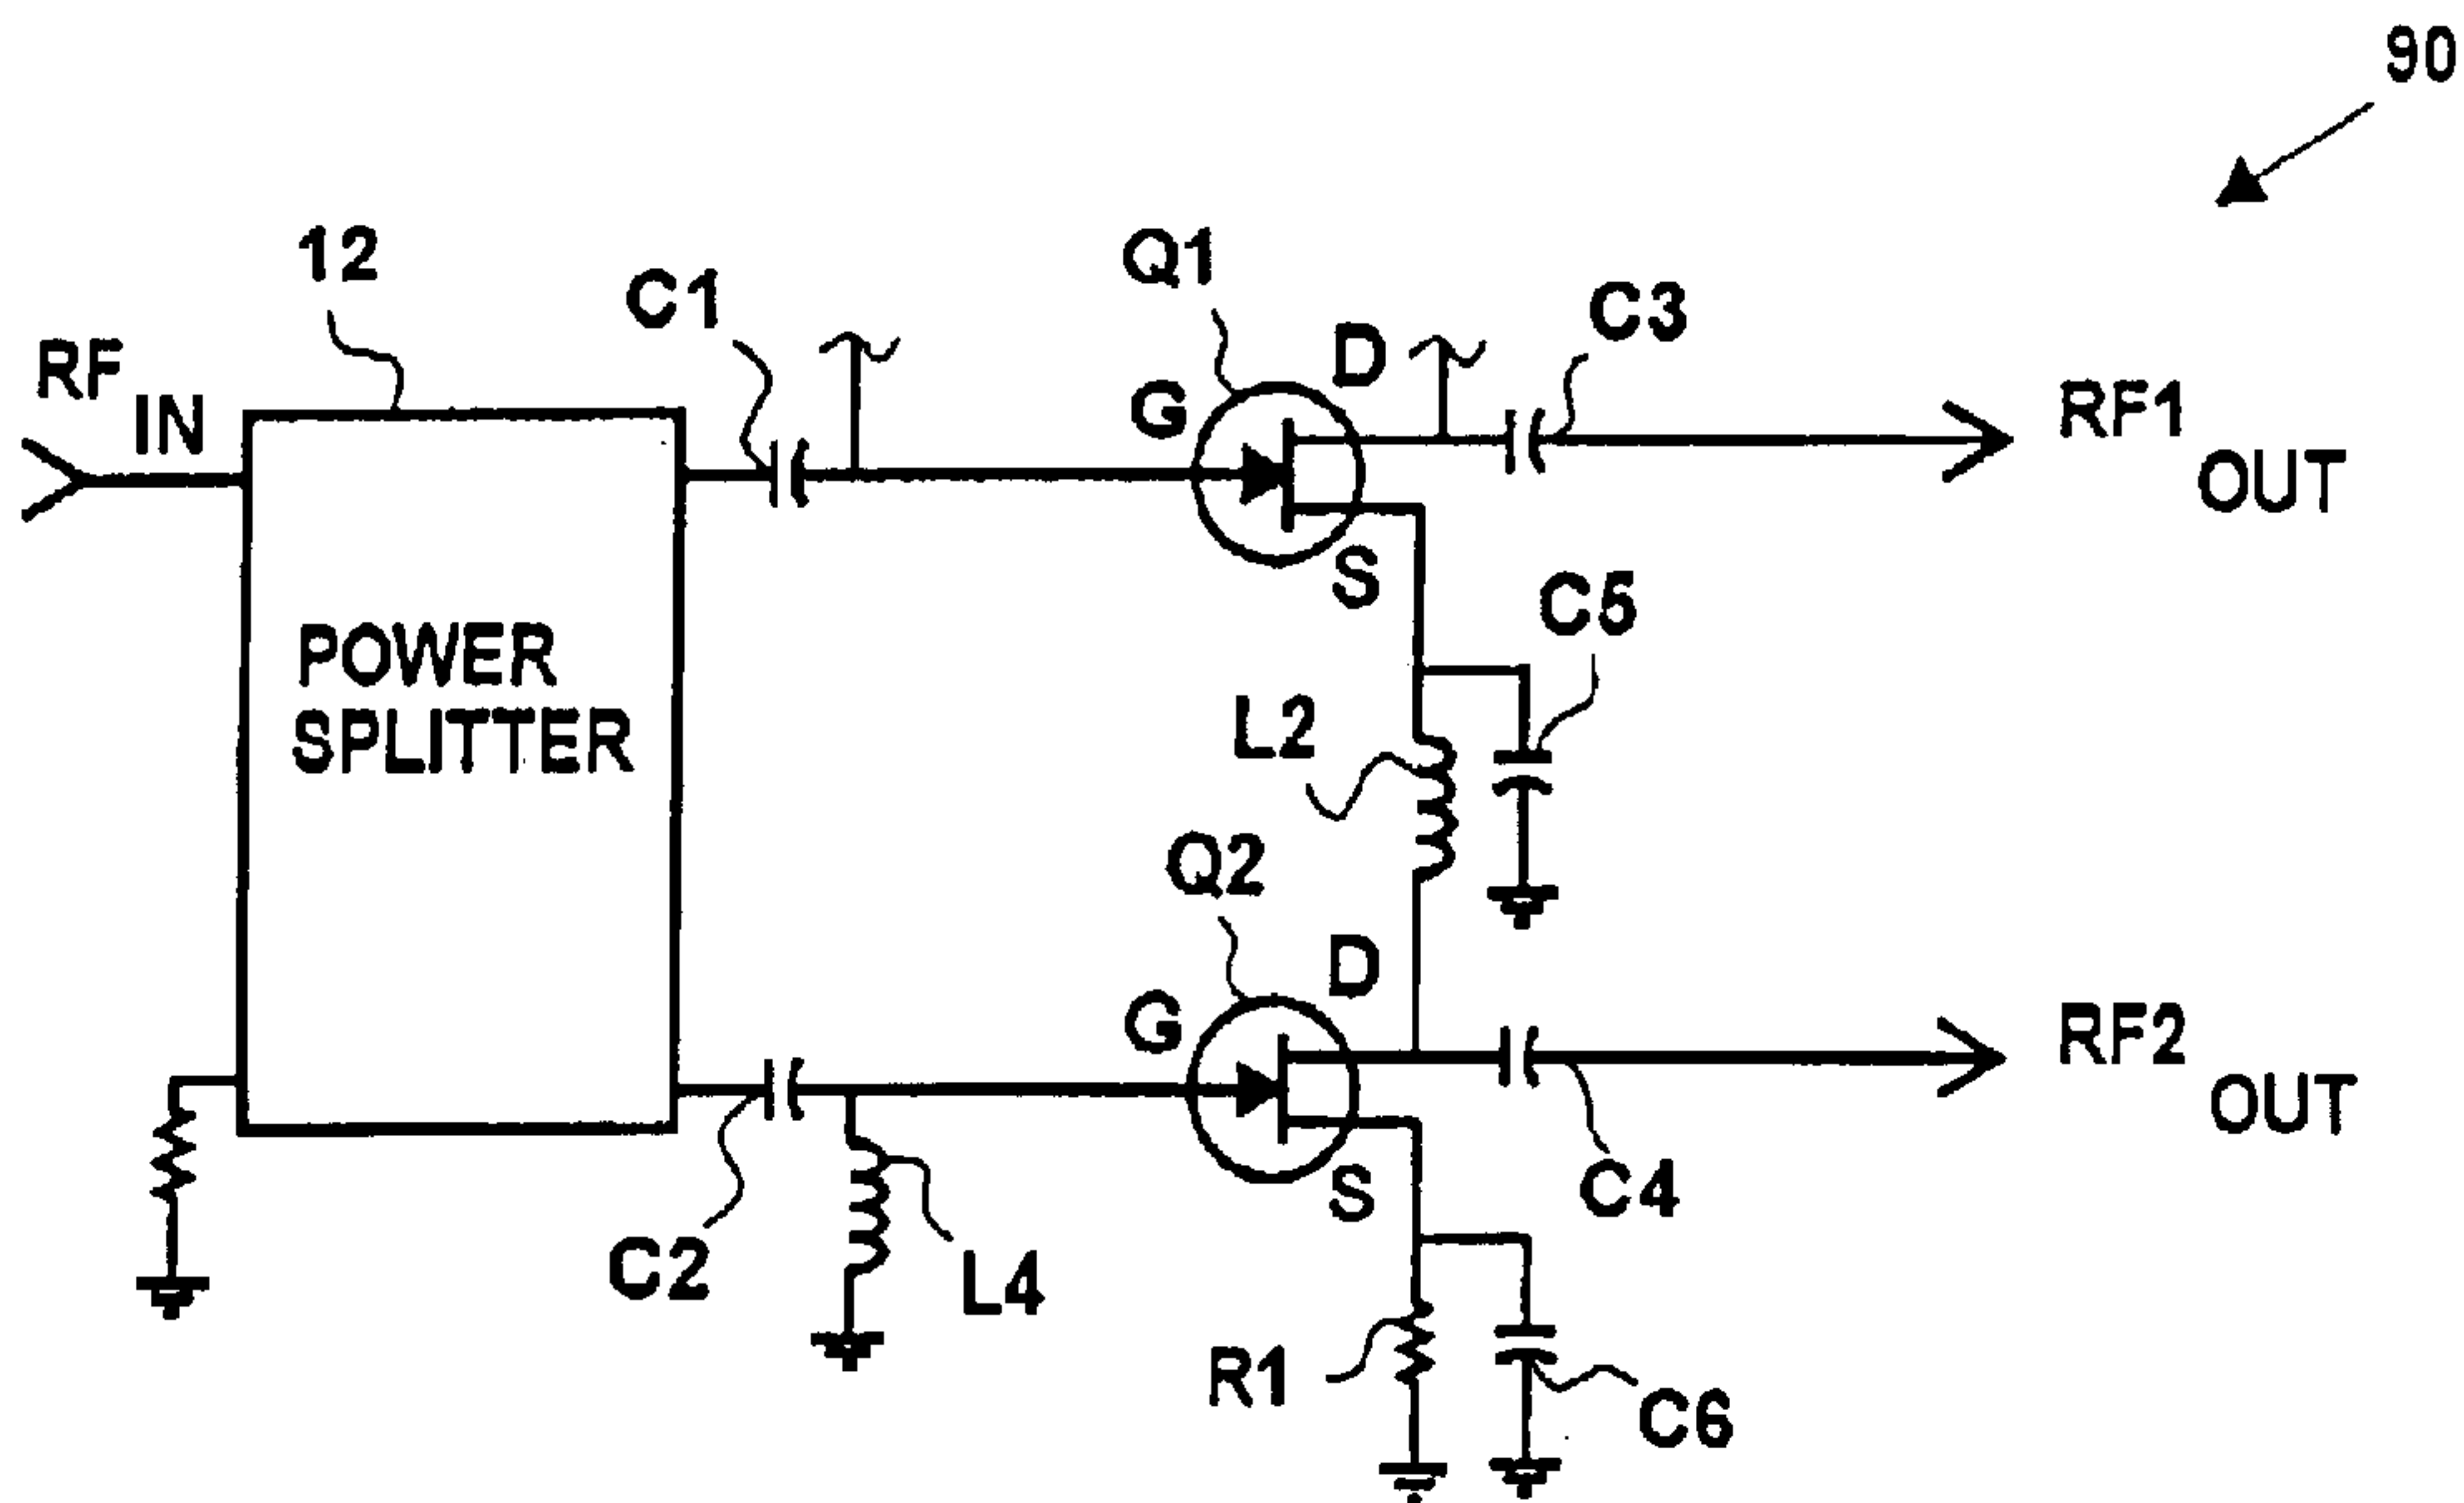 90
12
C1
Q1
D
C3
RF IN
G
RF1 OUT
S
C5
POWER
SPLITTER
L2
Q2
D
G
RF2 OUT
S
C4
C2
L4
R1
C6